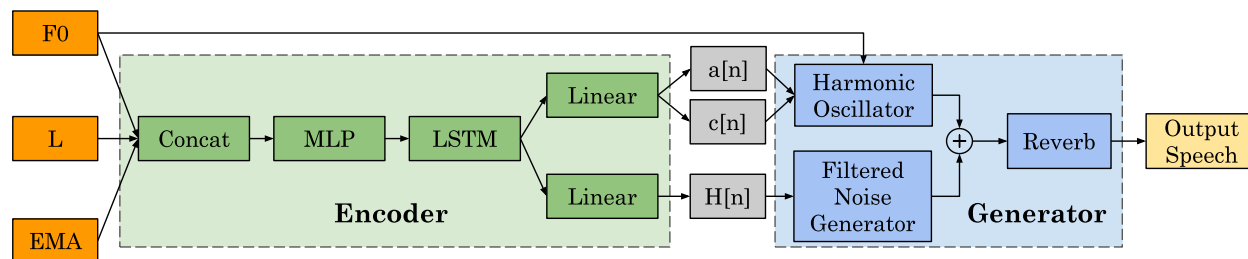 F0
L
EMA
Concat
MLP
LSTM
Linear
Linear
Encoder
a[n]
c[n]
H[n]
Harmonic
Oscillator
Filtered
Noise
Generator
+
Reverb
Generator
Output
Speech